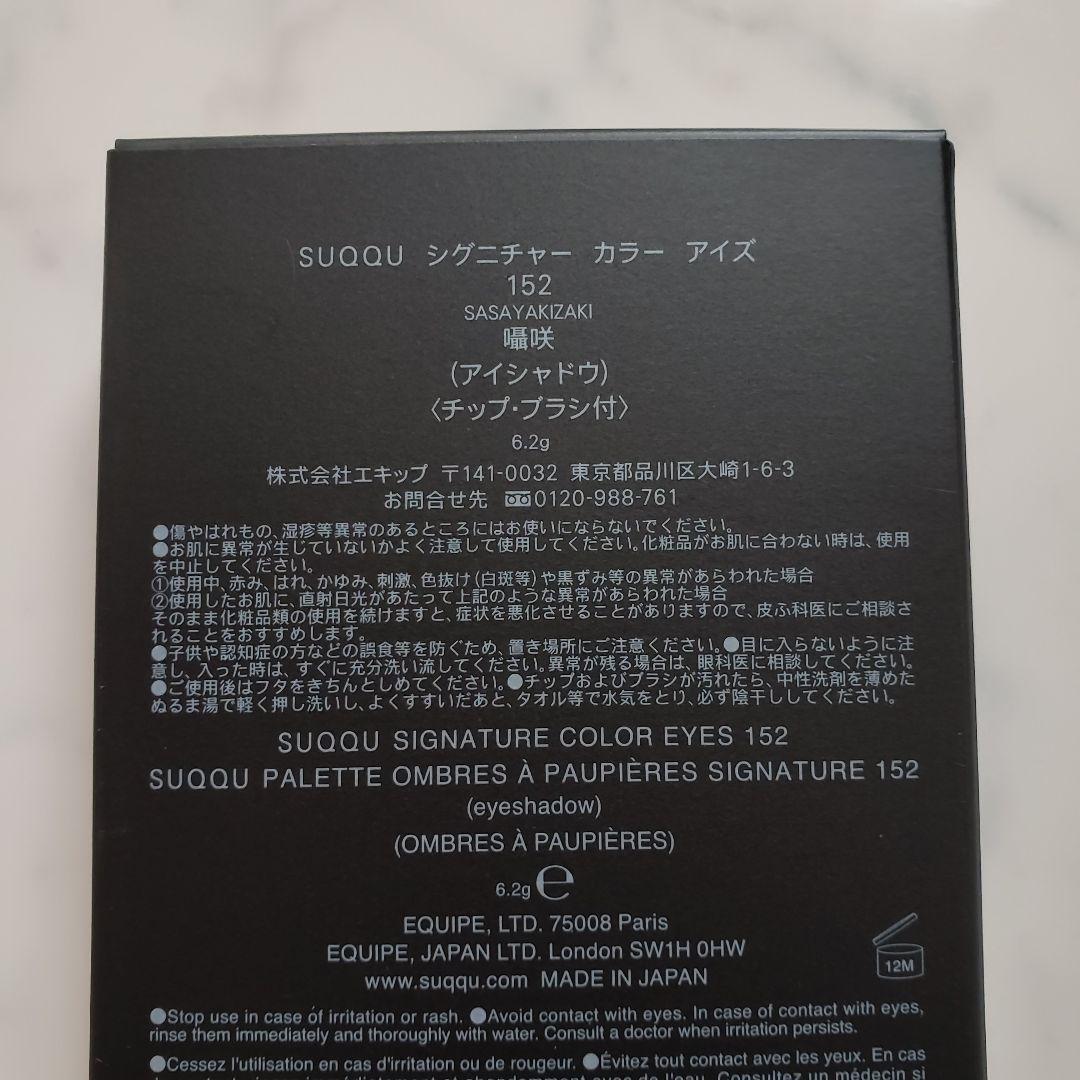 SUQQU シグニチャー カラー アイズ
152
SASAYAKIZAKI
囁咲
(アイシャドウ)
〈チップ・ブラシ付〉
6.2g
株式会社エキップ 〒141-0032 東京都品川区大崎1-6-3
お問合せ先 0120-988-761
●傷やはれもの、湿疹等異常のあるところにはお使いにならないでください。
●お肌に異常が生じていないかよく注意して使用してください。化粧品がお肌に合わない時は、使用
を中止してください。
①使用中、赤み、はれ、かゆみ、刺激、色抜け(白斑等)や黒ずみ等の異常があらわれた場合
②使用したお肌に、直射日光があたって上記のような異常があらわれた場合
そのまま化粧品類の使用を続けますと、症状を悪化させることがありますので、皮ふ科医にご相談さ
れることをおすすめします。
●子供や認知症の方などの誤食等を防ぐため、置き場所にご注意ください。●目に入らないように注
意し、入った時は、すぐに充分洗い流してください。異常が残る場合は、眼科医に相談してください。
●ご使用後はフタをきちんとしめてください。●チップおよびブラシが汚れたら、中性洗剤を薄めた
ぬるま湯で軽く押し洗いし、よくすすいだあと、タオル等で水気をとり、必ず陰干ししてください。
SUQQU SIGNATURE COLOR EYES 152
SUQQU PALETTE OMBRES À PAUPIÈRES SIGNATURE 152
(eyeshadow)
(OMBRES À PAUPIÈRES)
6.2g ℮
EQUIPE, LTD. 75008 Paris
EQUIPE, JAPAN LTD. London SW1H 0HW
www.suqqu.com MADE IN JAPAN
12M
●Stop use in case of irritation or rash. ●Avoid contact with eyes. In case of contact with eyes,
rinse them immediately and thoroughly with water. Consult a doctor when irritation persists.
●Cessez l'utilisation en cas d'irritation ou de rougeur. ●Évitez tout contact avec les yeux. En cas